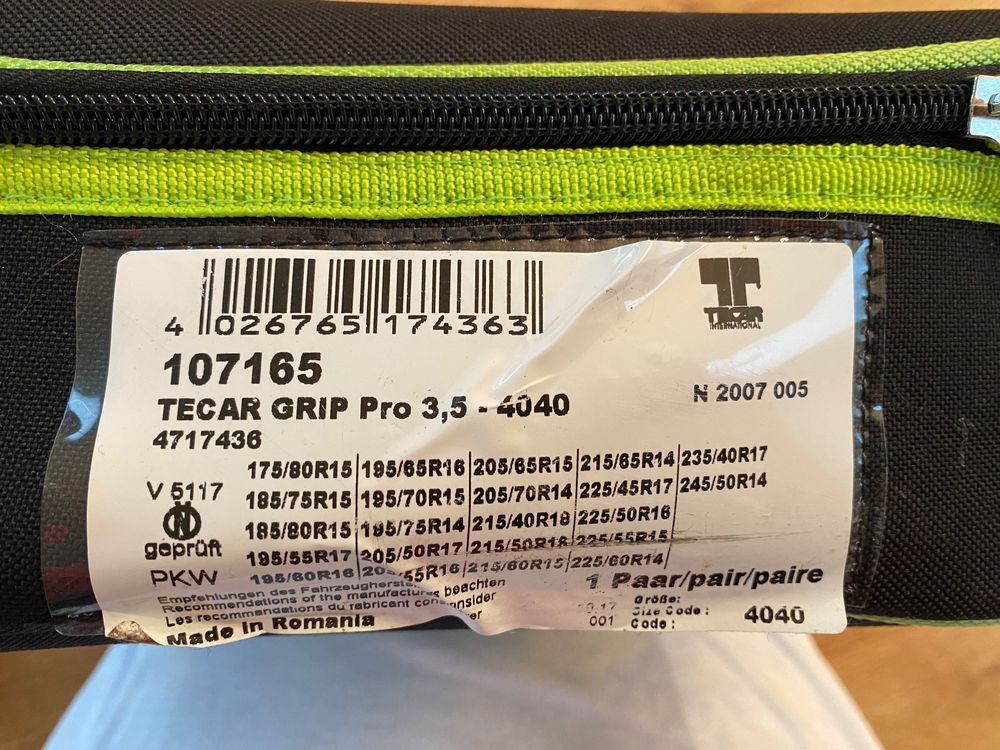 4 026765 174363
TECAR
INTERNATIONAL
107165
N 2007 005
TECAR GRIP Pro 3,5 - 4040
4717436
V 5117
geprüft
PKW
175/80R15 195/65R16 205/65R15 215/65R14 235/40R17
185/75R15 195/70R15 205/70R14 225/45R17 245/50R14
185/80R15 195/75R14 215/40R18 225/50R16
195/55R17 205/50R17 215/50R18 225/55R15
195/60R16 55R16 215/60R15 225/60R14
Empfehlungen des beachten
Recommendations of the
Les recommandations du fabricant
Made in Romania
1 Paar/pair/paire
Größe:
Size Code:
Code:
4040
001